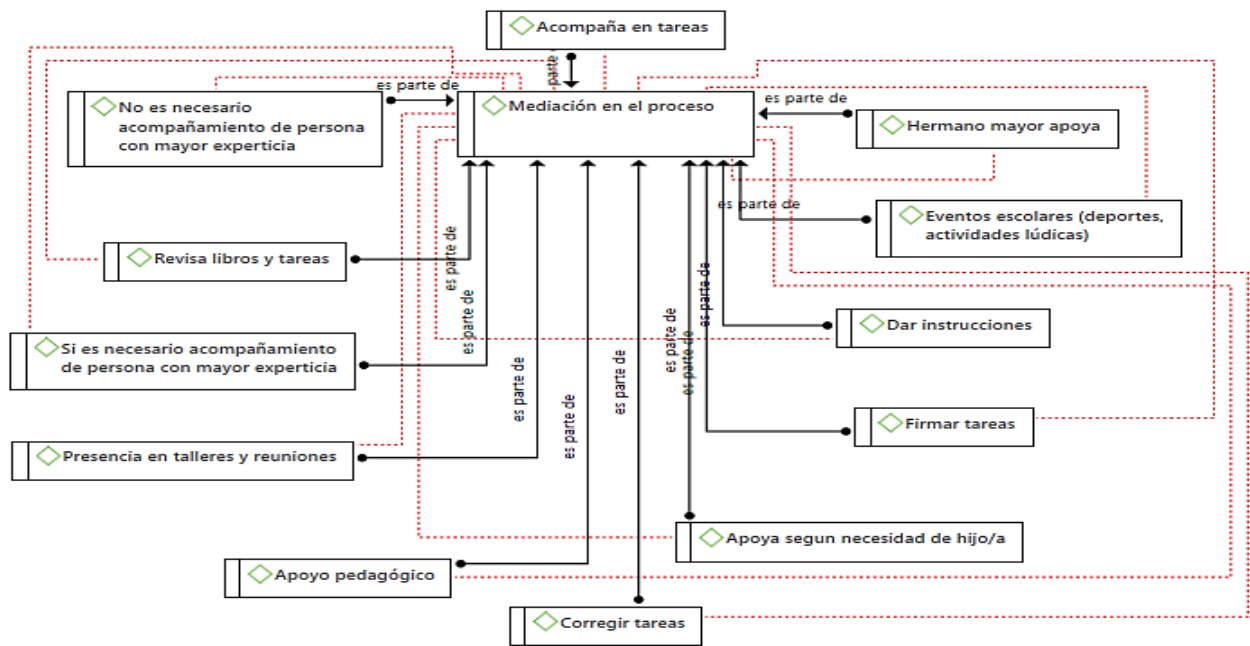 Acompaña en tareas
es parte de
No es necesario
acompañamiento de persona
con mayor experticia
es parte de
Mediación en el proceso
es parte de
Hermano mayor apoya
es parte de
Eventos escolares (deportes,
actividades lúdicas)
Revisa libros y tareas
es parte de
es parte de
Dar instrucciones
es parte de
Si es necesario acompañamiento
de persona con mayor experticia
es parte de
es parte de
es parte de
es parte de
es parte de
Firmar tareas
Presencia en talleres y reuniones
Apoya segun necesidad de hijo/a
Apoyo pedagógico
Corregir tareas